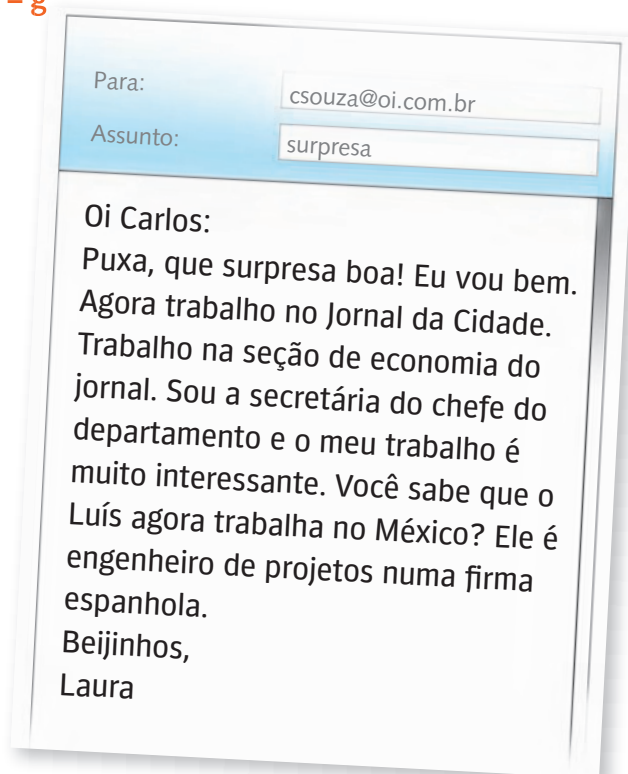 g
Para:
csouza@oi.com.br
Assunto:
surpresa
Oi Carlos:
Puxa, que surpresa boa! Eu vou bem.
Agora trabalho no Jornal da Cidade.
Trabalho na seção de economia do
jornal. Sou a secretária do chefe do
departamento e o meu trabalho é
muito interessante. Você sabe que o
Luís agora trabalha no México? Ele é
engenheiro de projetos numa firma
espanhola.
Beijinhos,
Laura